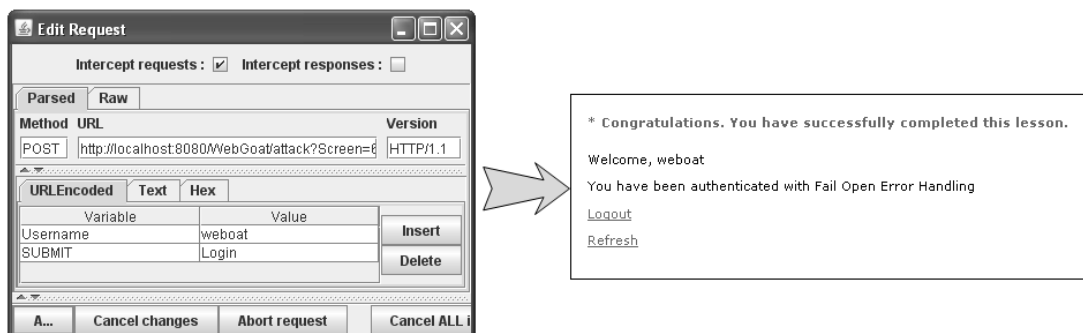 Edit Request
Intercept requests : Intercept responses :
Parsed Raw
Method URL Version
POST http://localhost:8080/WebGoat/attack?Screen=6 HTTP/1.1
URLEncoded Text Hex
Variable Value
Username weboat
SUBMIT Login
Insert
Delete
A... Cancel changes Abort request Cancel ALL i
* Congratulations. You have successfully completed this lesson.
Welcome, weboat
You have been authenticated with Fail Open Error Handling
Logout
Refresh